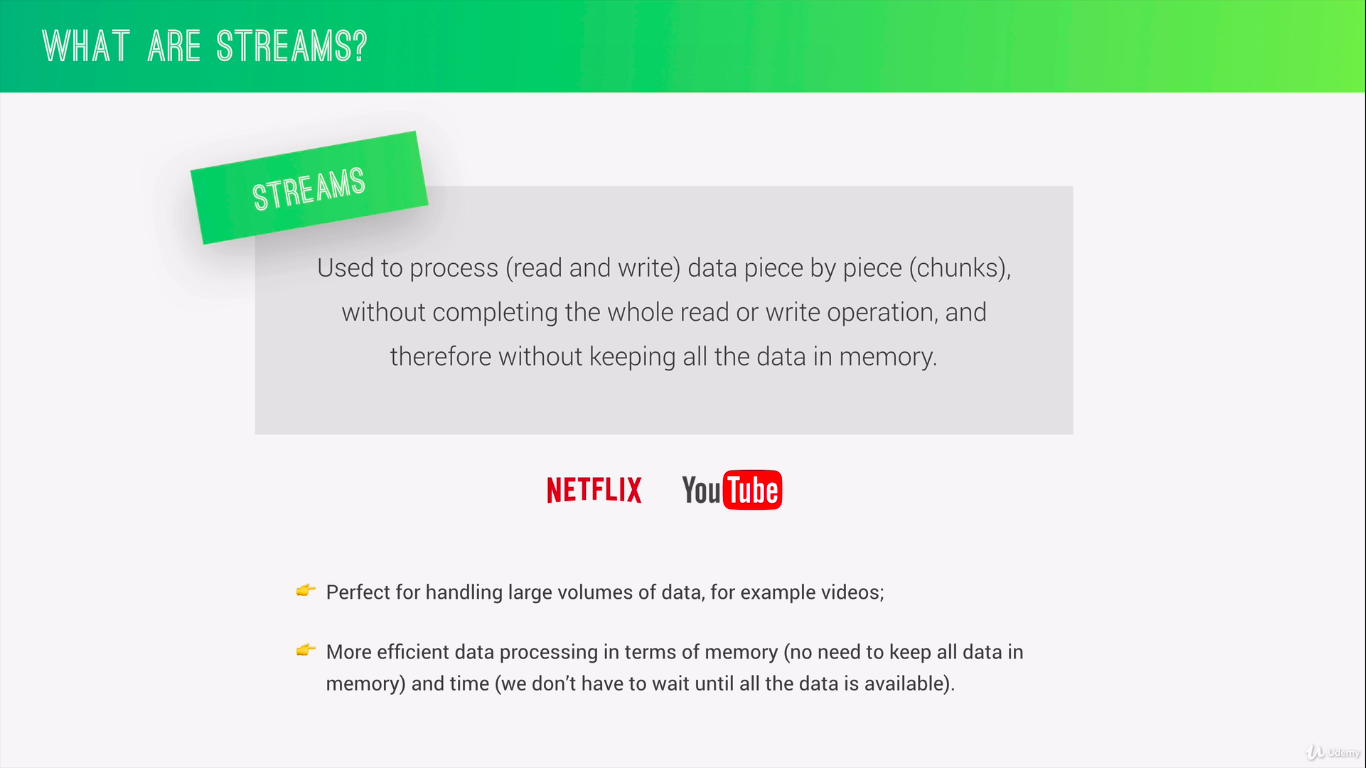 WHAT ARE STREAMS?
STREAMS
Used to process (read and write) data piece by piece (chunks),
without completing the whole read or write operation, and
therefore without keeping all the data in memory.
NETFLIX YouTube
👉 Perfect for handling large volumes of data, for example videos;
👉 More efficient data processing in terms of memory (no need to keep all data in
memory) and time (we don’t have to wait until all the data is available).
Udemy